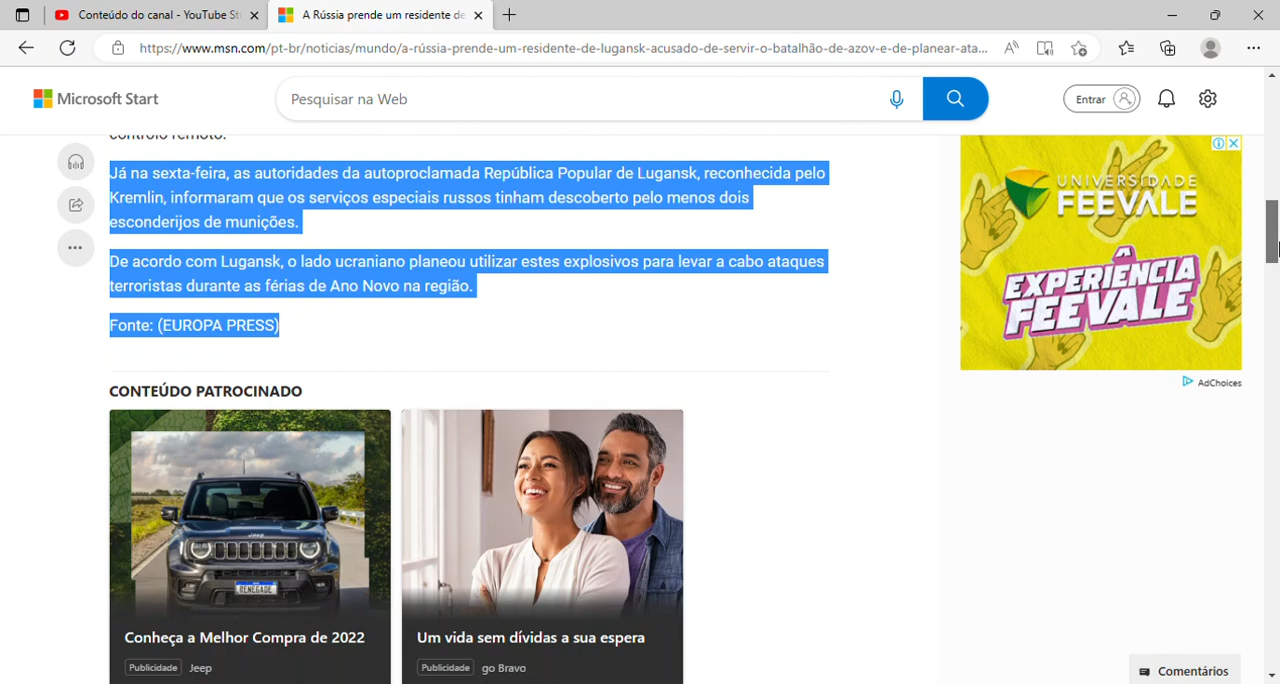 Conteúdo do canal - YouTube St
A Rússia prende um residente de
https://www.msn.com/pt-br/noticias/mundo/a-rússia-prende-um-residente-de-lugansk-acusado-de-servir-o-batalhão-de-azov-e-de-planear-ata...
Microsoft Start
Pesquisar na Web
Entrar
controlo remoto.
Já na sexta-feira, as autoridades da autoproclamada República Popular de Lugansk, reconhecida pelo
Kremlin, informaram que os serviços especiais russos tinham descoberto pelo menos dois
esconderijos de munições.
De acordo com Lugansk, o lado ucraniano planeou utilizar estes explosivos para levar a cabo ataques
terroristas durante as férias de Ano Novo na região.
Fonte: (EUROPA PRESS)
UNIVERSIDADE
FEEVALE
A
EXPERIÊNCIA
FEEVALE
AdChoices
CONTEÚDO PATROCINADO
Jeep
RENEGADE
Conheça a Melhor Compra de 2022
Publicidade Jeep
Um vida sem dívidas a sua espera
Publicidade go Bravo
Comentários